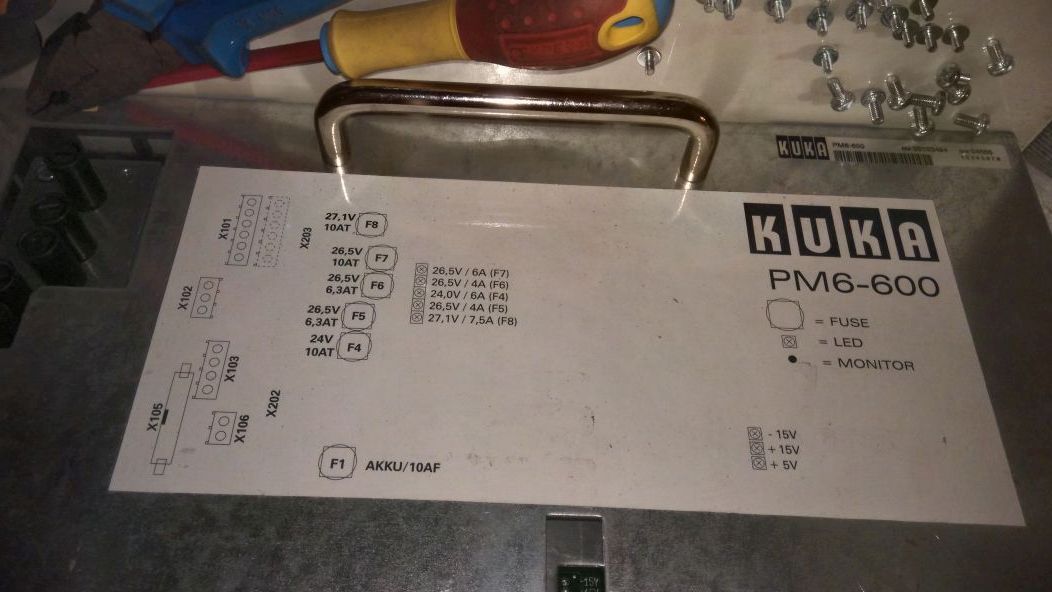 KUKA PM6-600
X101
X203
27,1V
10AT
F8
26,5V
10AT
F7
26,5V
6,3AT
F6
26,5V
6,3AT
F5
24V
10AT
F4
X102
X103
X105
X106
X202
26,5V / 6A (F7)
26,5V / 4A (F6)
24,0V / 6A (F4)
26,5V / 4A (F5)
27,1V / 7,5A (F8)
F1
AKKU/10AF
KUKA
PM6-600
= FUSE
= LED
= MONITOR
- 15V
+ 15V
+ 5V
-15V